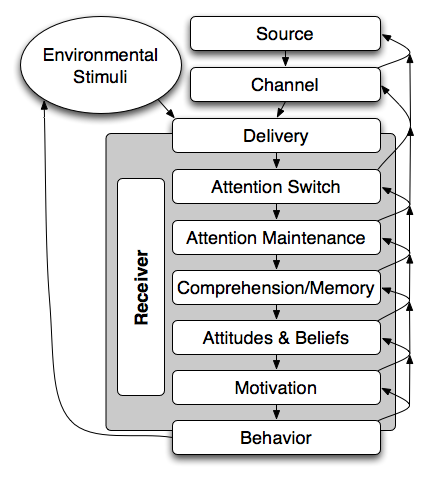 Environmental
Stimuli
Source
Channel
Delivery
Receiver
Attention Switch
Attention Maintenance
Comprehension/Memory
Attitudes & Beliefs
Motivation
Behavior